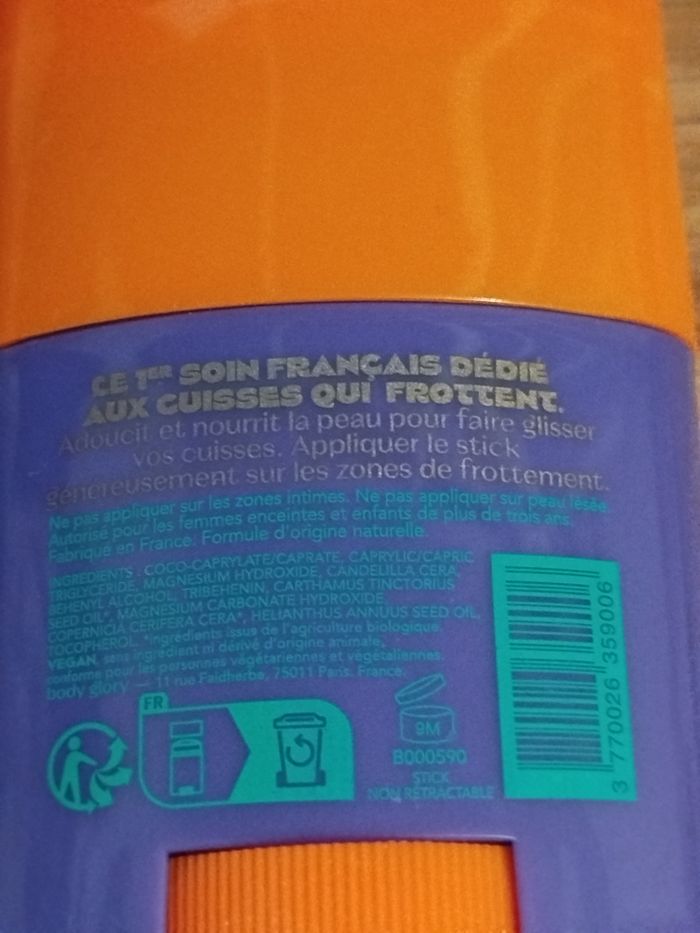 CE 1ER SOIN FRANÇAIS DÉDIÉ
AUX CUISSES QUI FROTTENT.
Adoucit et nourrit la peau pour faire glisser
vos cuisses. Appliquer le stick
généreusement sur les zones de frottement.
Ne pas appliquer sur les zones intimes. Ne pas appliquer sur peau lésée.
Autorisé pour les femmes enceintes et enfants de plus de trois ans.
Fabriqué en France. Formule d'origine naturelle.
INGREDIENTS : COCO-CAPRYLATE/CAPRATE, CAPRYLIC/CAPRIC
TRIGLYCERIDE, MAGNESIUM HYDROXIDE, CANDELILLA CERA,
BEHENYL ALCOHOL, TRIBEHENIN, CARTHAMUS TINCTORIUS
SEED OIL*, MAGNESIUM CARBONATE HYDROXIDE,
COPERNICIA CERIFERA CERA*, HELIANTHUS ANNUUS SEED OIL,
TOCOPHEROL. *Ingrédients issus de l'agriculture biologique.
VEGAN, sans ingrédient ni dérivé d'origine animale,
conforme pour les personnes végétariennes et végétaliennes.
body glory — 11 rue Faidherbe, 75011 Paris. France.
FR
9M
B000590
STICK
NON RÉTRACTABLE
3 770026 359006